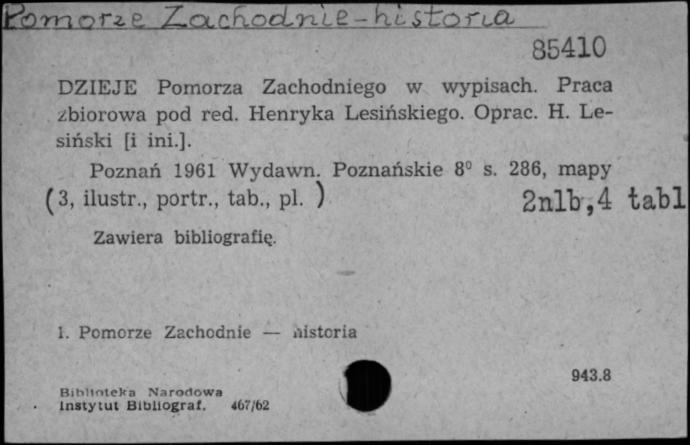 Pomorze Zachodnie - historia
85410
DZIEJE Pomorza Zachodniego w wypisach. Praca
zbiorowa pod red. Henryka Lesińskiego. Oprac. H. Le-
siński [i ini.].
Poznań 1961 Wydawn. Poznańskie 8⁰ s. 286, mapy
(3, ilustr., portr., tab., pl. ) 2nlb,4 tabl
Zawiera bibliografię.
1. Pomorze Zachodnie — historia
943.8
Biblioteka Narodowa
Instytut Bibliograf. 467/62